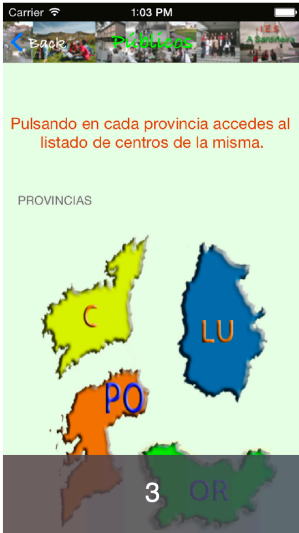 Carrier 1:03 PM
Back Públicos I E S
A Sardiñeira
Pulsando en cada provincia accedes al
listado de centros de la misma.
PROVINCIAS
C
LU
PO
OR
3